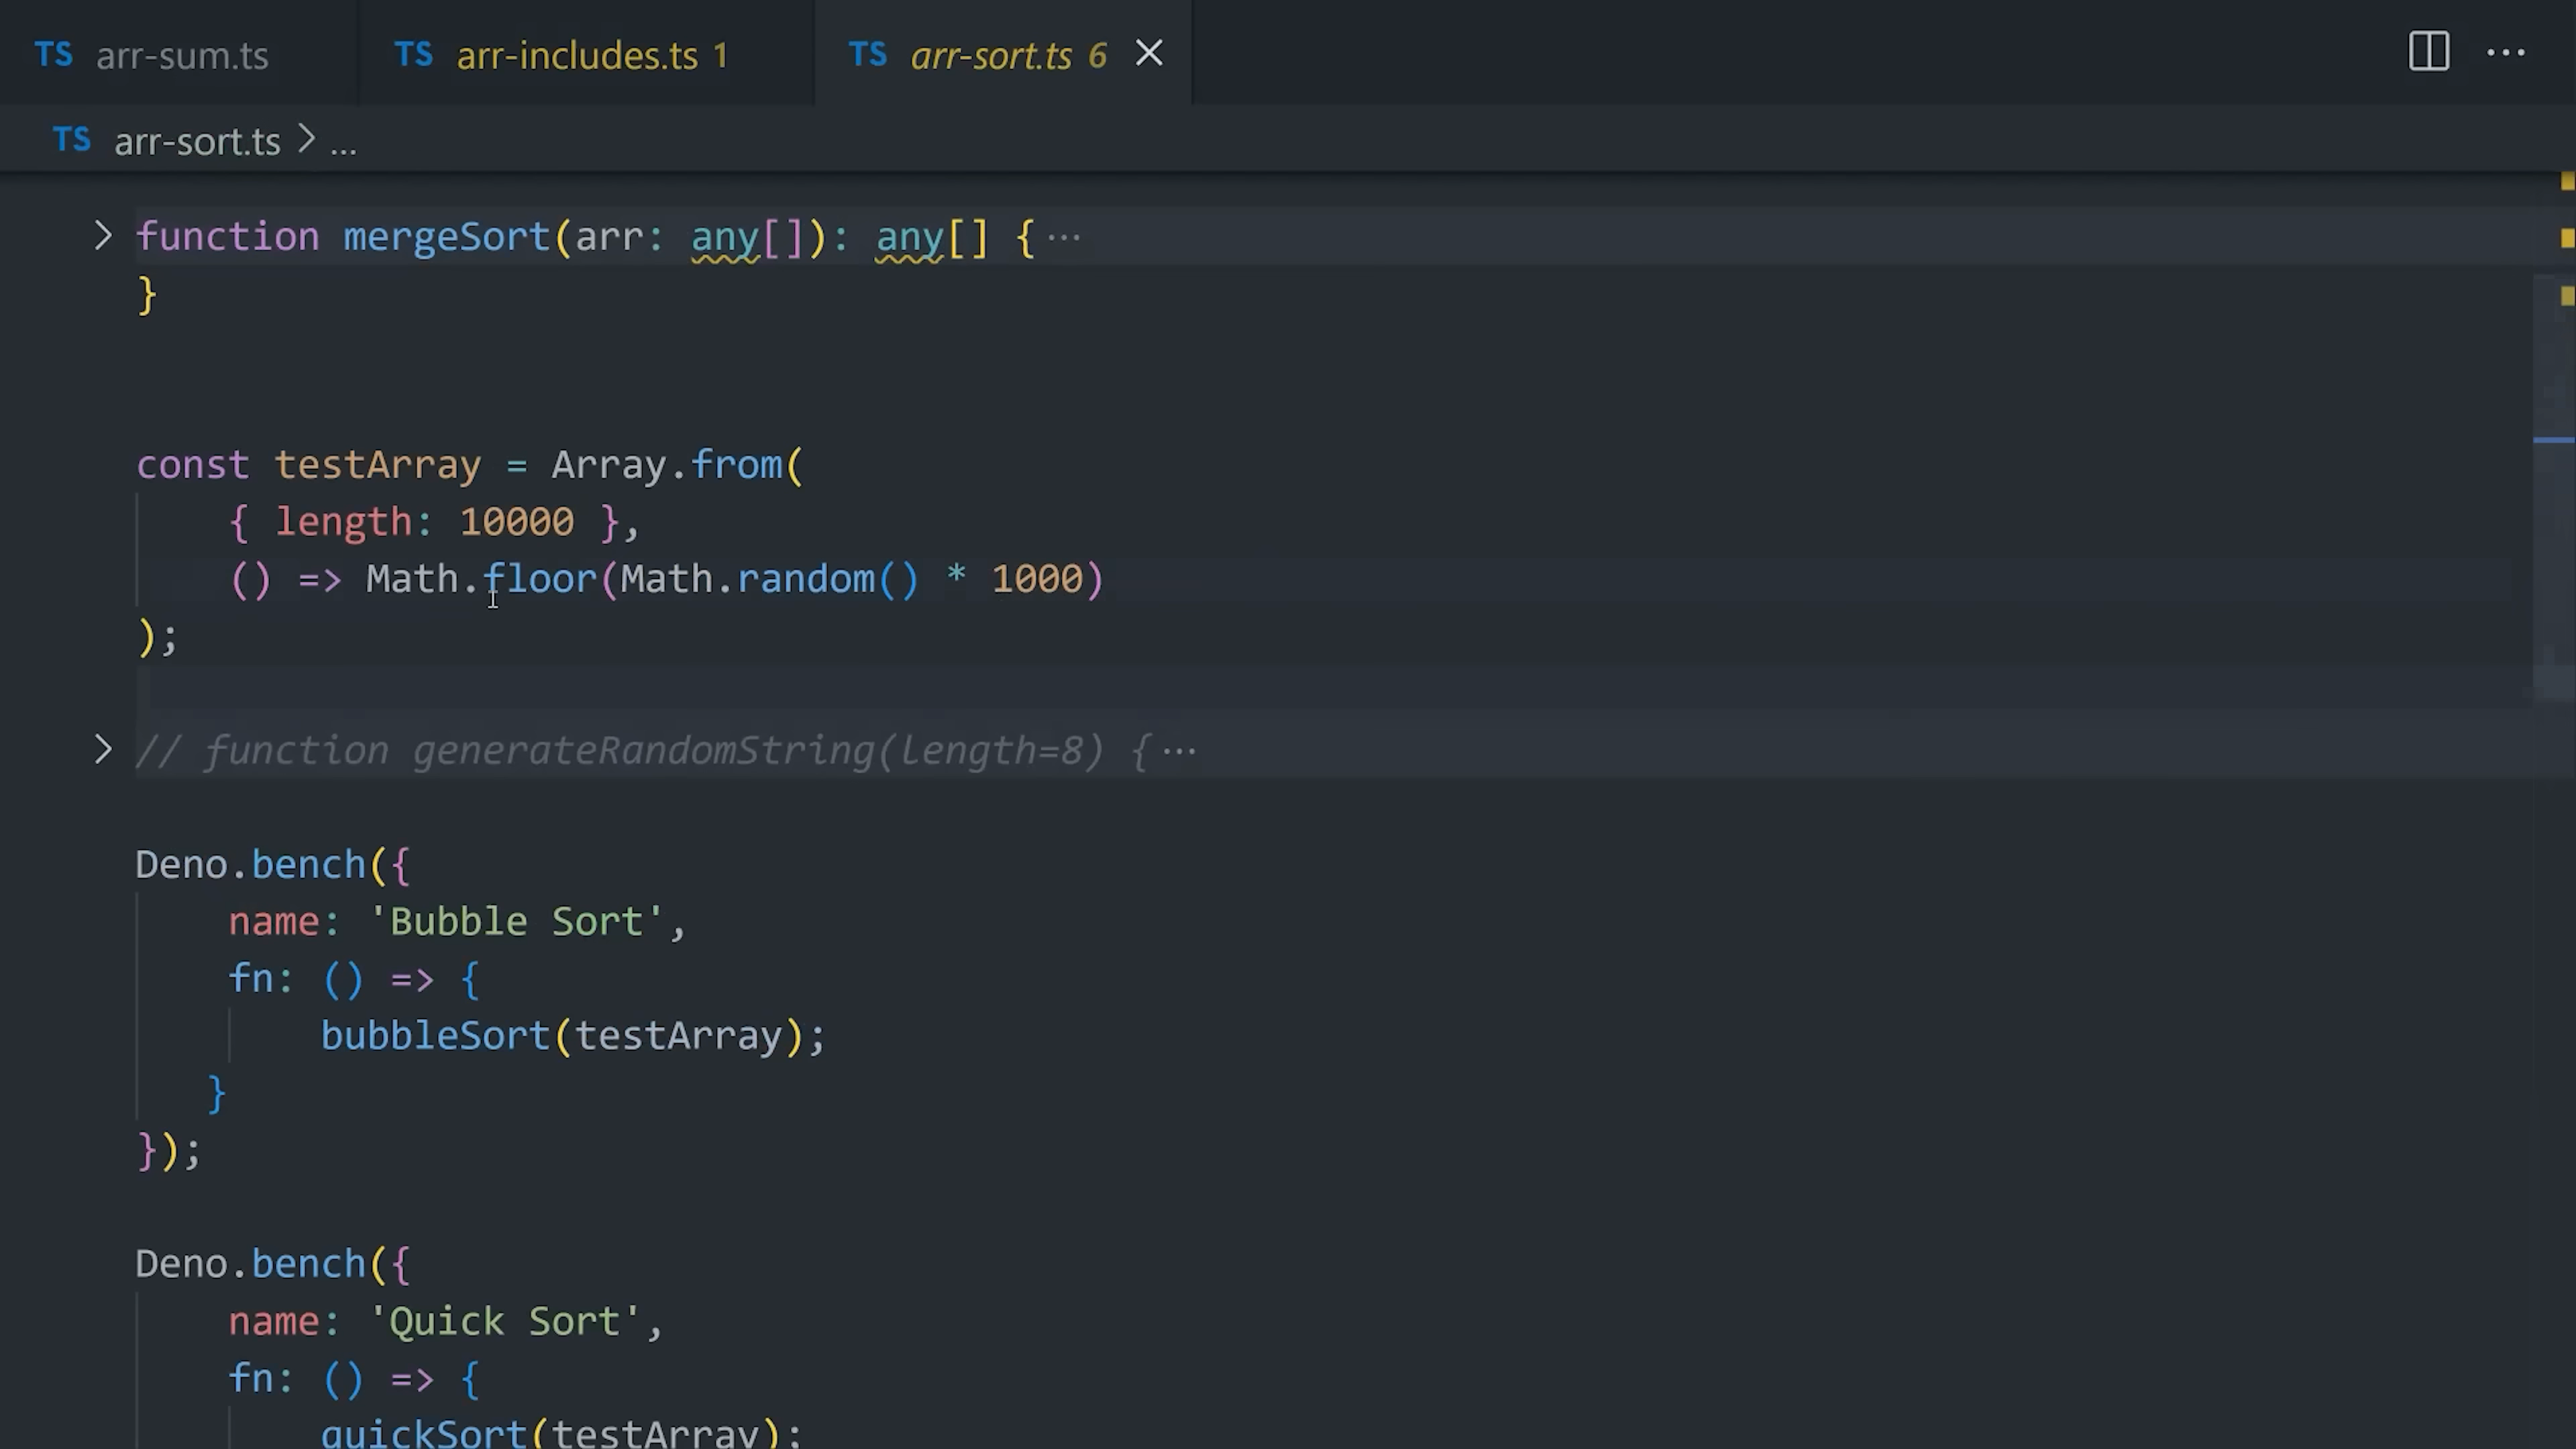 TS arr-sum.ts TS arr-includes.ts 1 TS arr-sort.ts 6
TS arr-sort.ts > ...
function mergeSort(arr: any[]): any[] {⋯
}
const testArray = Array.from(
{ length: 10000 },
() => Math.floor(Math.random() * 1000)
);
// function generateRandomString(length=8) {⋯
Deno.bench({
name: 'Bubble Sort',
fn: () => {
bubbleSort(testArray);
}
});
Deno.bench({
name: 'Quick Sort',
fn: () => {
quickSort(testArray);